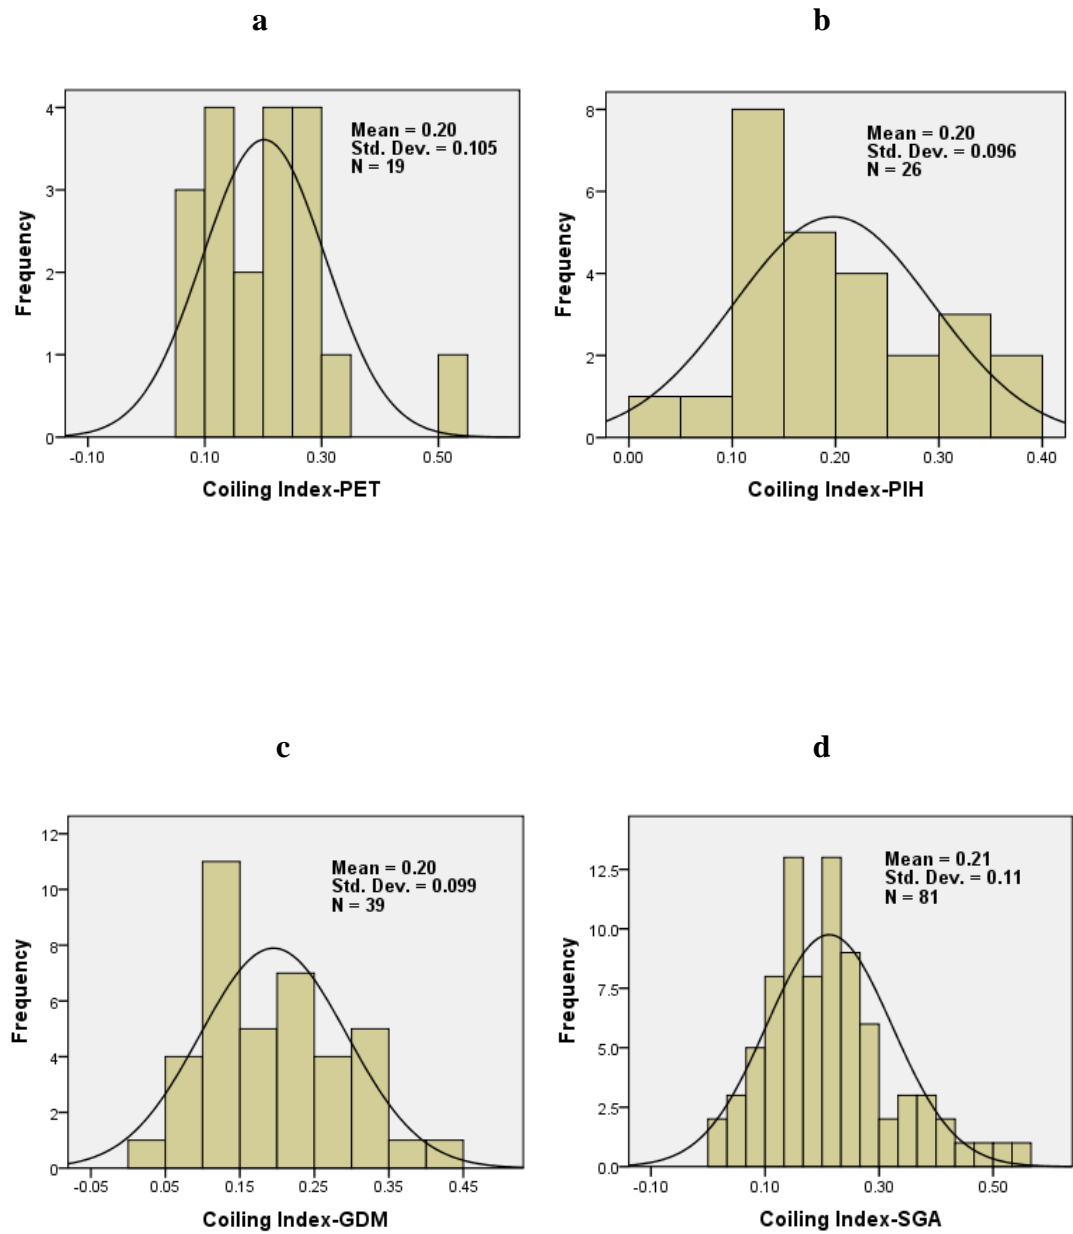 a
Mean = 0.20
Std. Dev. = 0.105
N = 19
Frequency
4
3
2
1
0
-0.10 0.10 0.30 0.50
Coiling Index-PET
b
Mean = 0.20
Std. Dev. = 0.096
N = 26
Frequency
8
6
4
2
0
0.00 0.10 0.20 0.30 0.40
Coiling Index-PIH
c
Mean = 0.20
Std. Dev. = 0.099
N = 39
Frequency
12
10
8
6
4
2
0
-0.05 0.05 0.15 0.25 0.35 0.45
Coiling Index-GDM
d
Mean = 0.21
Std. Dev. = 0.11
N = 81
Frequency
12.5
10.0
7.5
5.0
2.5
0.0
-0.10 0.10 0.30 0.50
Coiling Index-SGA